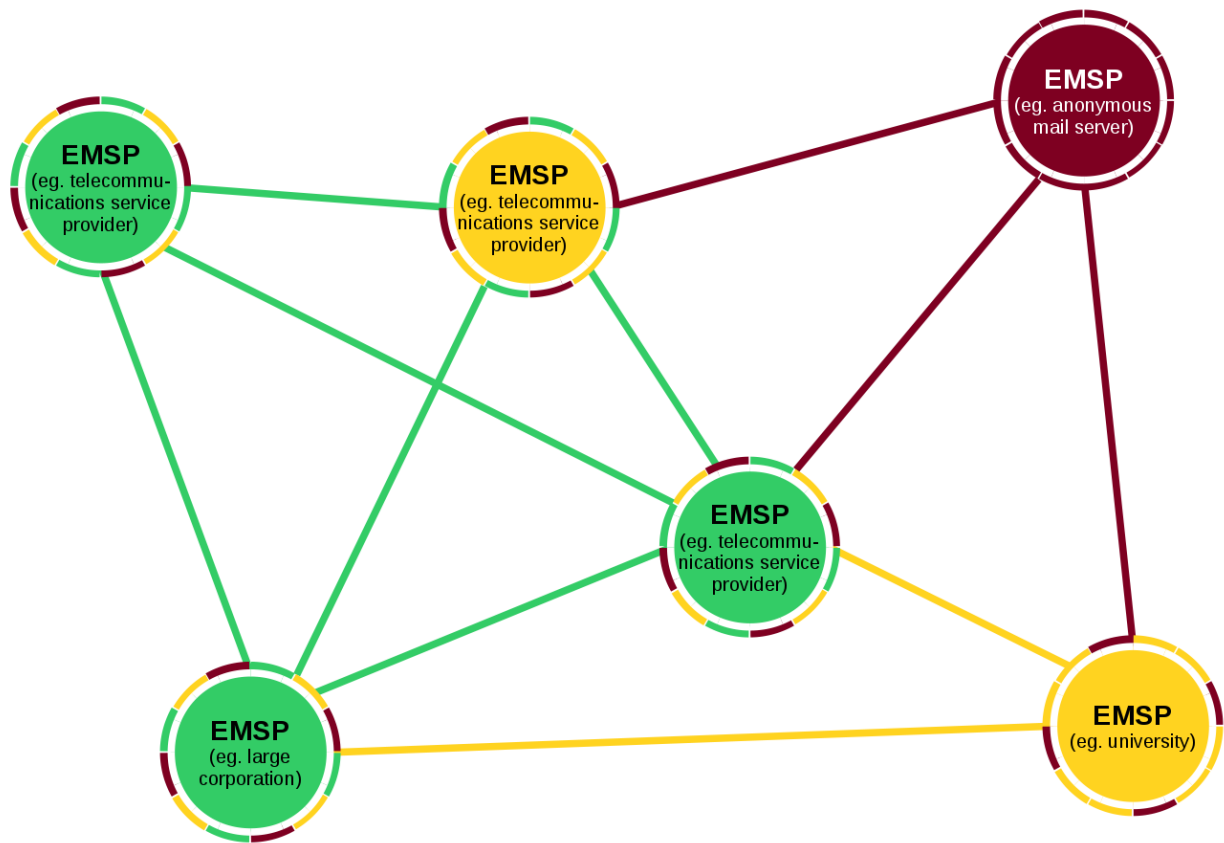 EMSP
(eg. anonymous
mail server)
EMSP
(eg. telecommu-
nications service
provider)
EMSP
(eg. telecommu-
nications service
provider)
EMSP
(eg. telecommu-
nications service
provider)
EMSP
(eg. large
corporation)
EMSP
(eg. university)